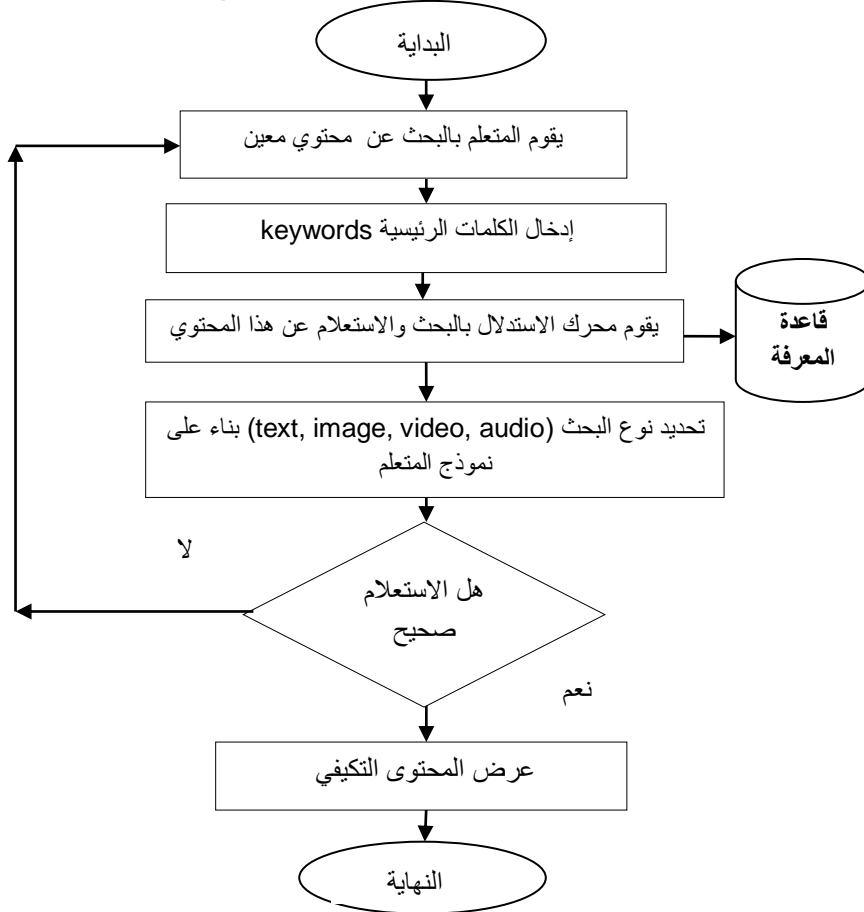 البداية
يقوم المتعلم بالبحث عن محتوي معين
إدخال الكلمات الرئيسية keywords
يقوم محرك الاستدلال بالبحث والاستعلام عن هذا المحتوي
قاعدة
المعرفة
تحديد نوع البحث (text, image, video, audio) بناء على
نموذج المتعلم
لا
هل الاستعلام
صحيح
نعم
عرض المحتوى التكيفي
النهاية